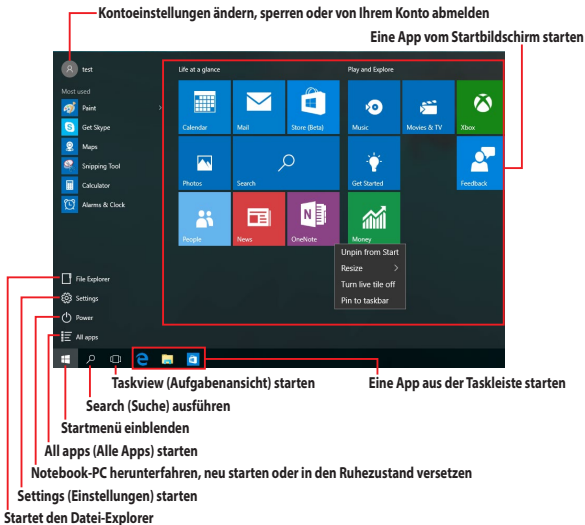 Kontoeinstellungen ändern, sperren oder von Ihrem Konto abmelden
Eine App vom Startbildschirm starten
test
Life at a glance
Play and Explore
Most used
Paint
Get Skype
Maps
Snipping Tool
Calculator
Alarms & Clock
Calendar
Mail
Store (Beta)
Music
Movies & TV
Xbox
Photos
Search
Get Started
Feedback
People
News
N
OneNote
Money
Unpin from Start
Resize
Turn live tile off
Pin to taskbar
File Explorer
Settings
Power
All apps
Taskview (Aufgabenansicht) starten
Eine App aus der Taskleiste starten
Search (Suche) ausführen
Startmenü einblenden
All apps (Alle Apps) starten
Notebook-PC herunterfahren, neu starten oder in den Ruhezustand versetzen
Settings (Einstellungen) starten
Startet den Datei-Explorer